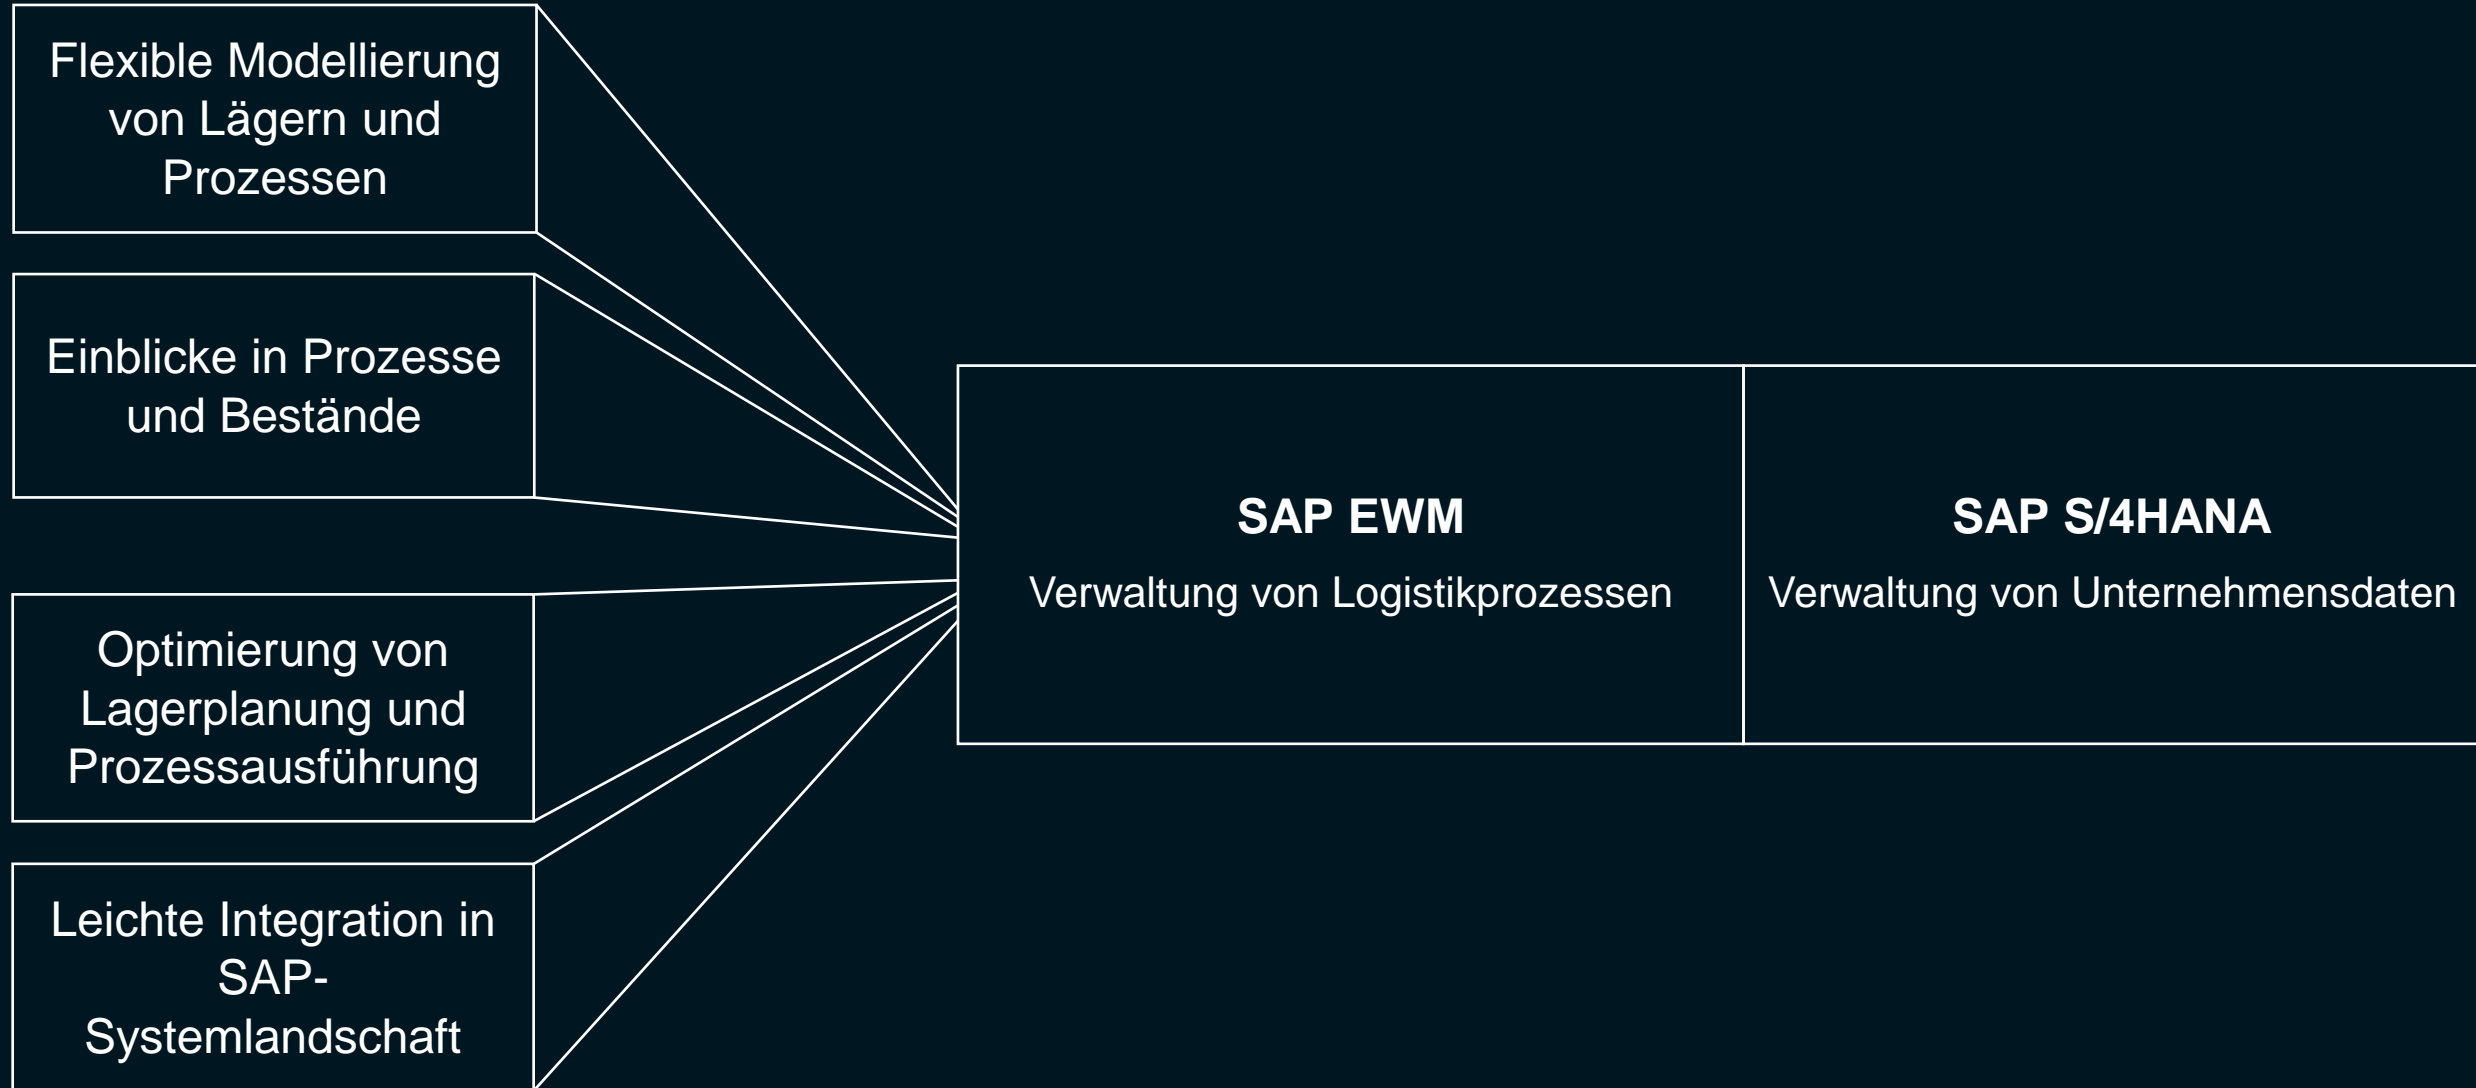 Flexible Modellierung
von Lägern und
Prozessen
Einblicke in Prozesse
und Bestände
Optimierung von
Lagerplanung und
Prozessausführung
Leichte Integration in
SAP-
Systemlandschaft
SAP EWM
Verwaltung von Logistikprozessen
SAP S/4HANA
Verwaltung von Unternehmensdaten